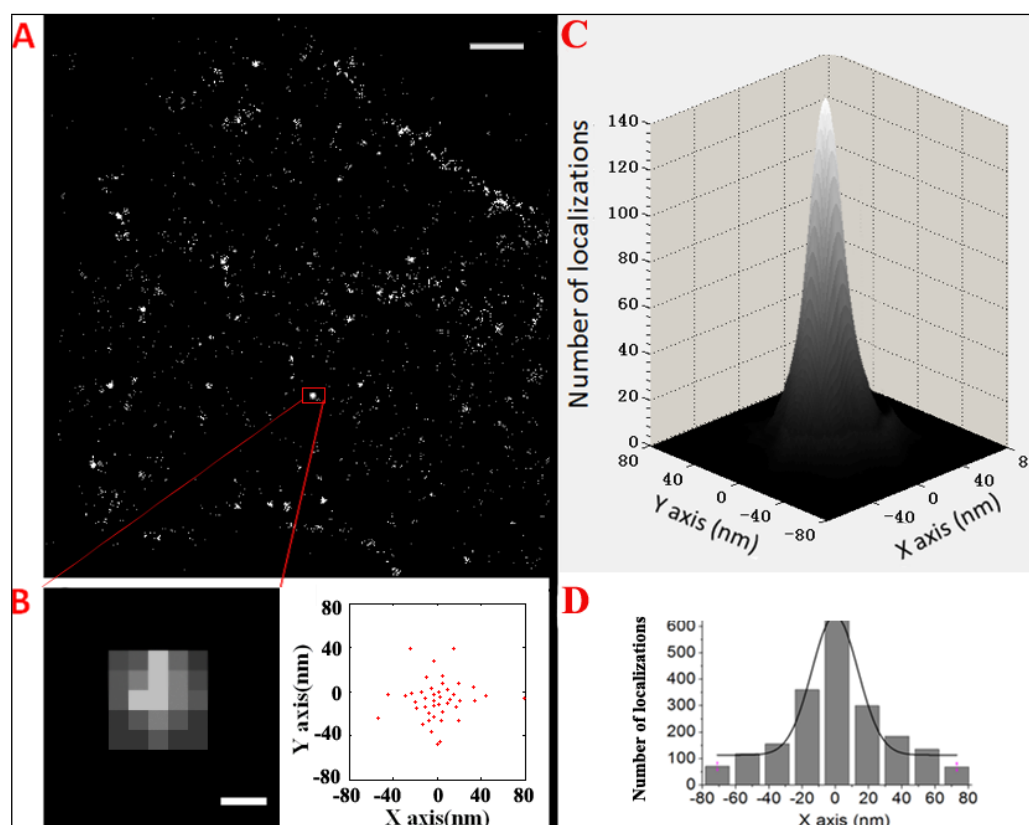 A
B
80
40
0
-40
-80
Y axis(nm)
-80 -40 0 40 80
X axis(nm)
C
140
120
100
80
60
40
20
0
Number of localizations
80
40
0
-40
-80
Y axis (nm)
-40
0
40
8
X axis (nm)
D
600
500
400
300
200
100
0
Number of localizations
-80 -60 -40 -20 0 20 40 60 80
X axis (nm)